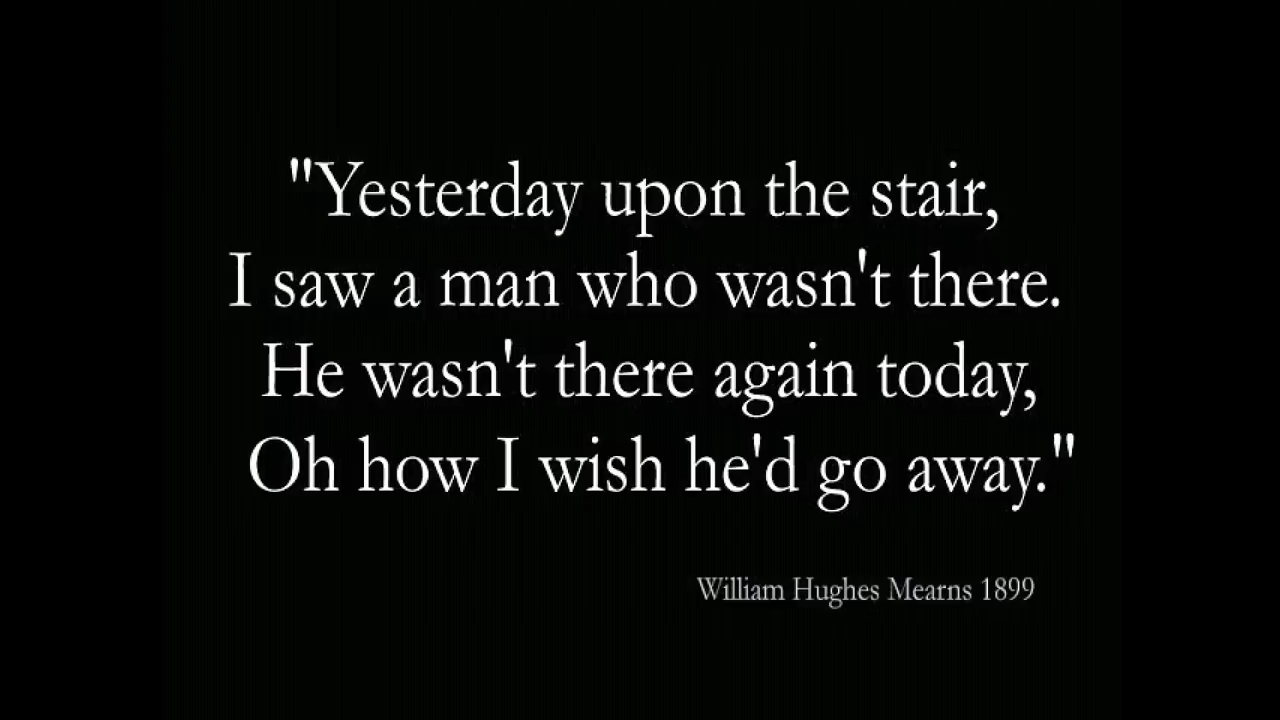 "Yesterday upon the stair,
I saw a man who wasn't there.
He wasn't there again today,
Oh how I wish he'd go away."
William Hughes Mearns 1899